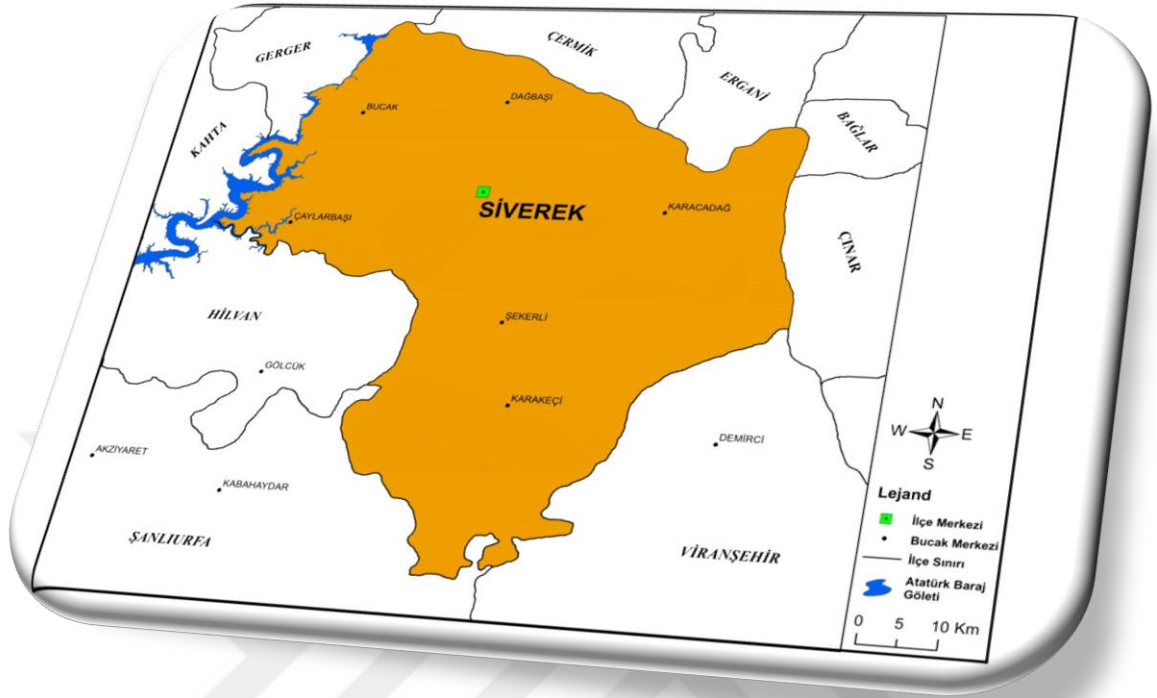 GERGER
ÇERMİK
ERGANİ
BAĞLAR
KAHTA
BUCAK
DAĞBAŞI
SİVEREK
KARACADAĞ
ÇAYLARBAŞI
ÇINAR
HİLVAN
ŞEKERLİ
GÖLCÜK
KARAKEÇİ
DEMİRCİ
AKZİYARET
KABAHAYDAR
ŞANLIURFA
VİRANŞEHİR
N
W E
S
Lejand
İlçe Merkezi
Bucak Merkezi
İlçe Sınırı
Atatürk Baraj
Göleti
0 5 10 Km